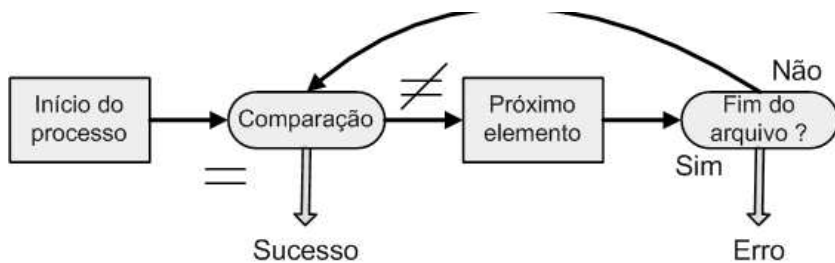 Início do
processo
Comparação
=
≠
Sucesso
Próximo
elemento
Não
Fim do
arquivo ?
Sim
Erro